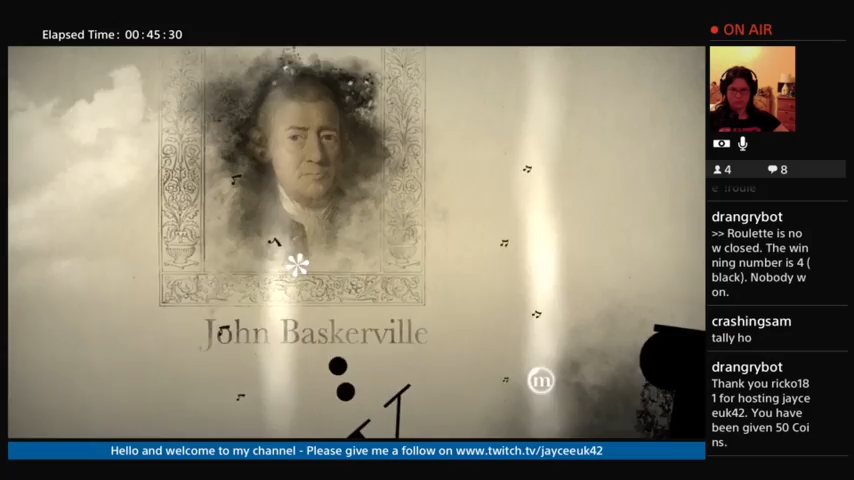 Elapsed Time: 00:45:30
ON AIR
4 8
drangrybot
>> Roulette is no
w closed. The win
ning number is 4 (
black). Nobody w
on.
crashingsam
tally ho
drangrybot
Thank you ricko18
1 for hosting jayce
euk42. You have
been given 50 Coi
ns.
John Baskerville
m
Hello and welcome to my channel - Please give me a follow on www.twitch.tv/jayceeuk42